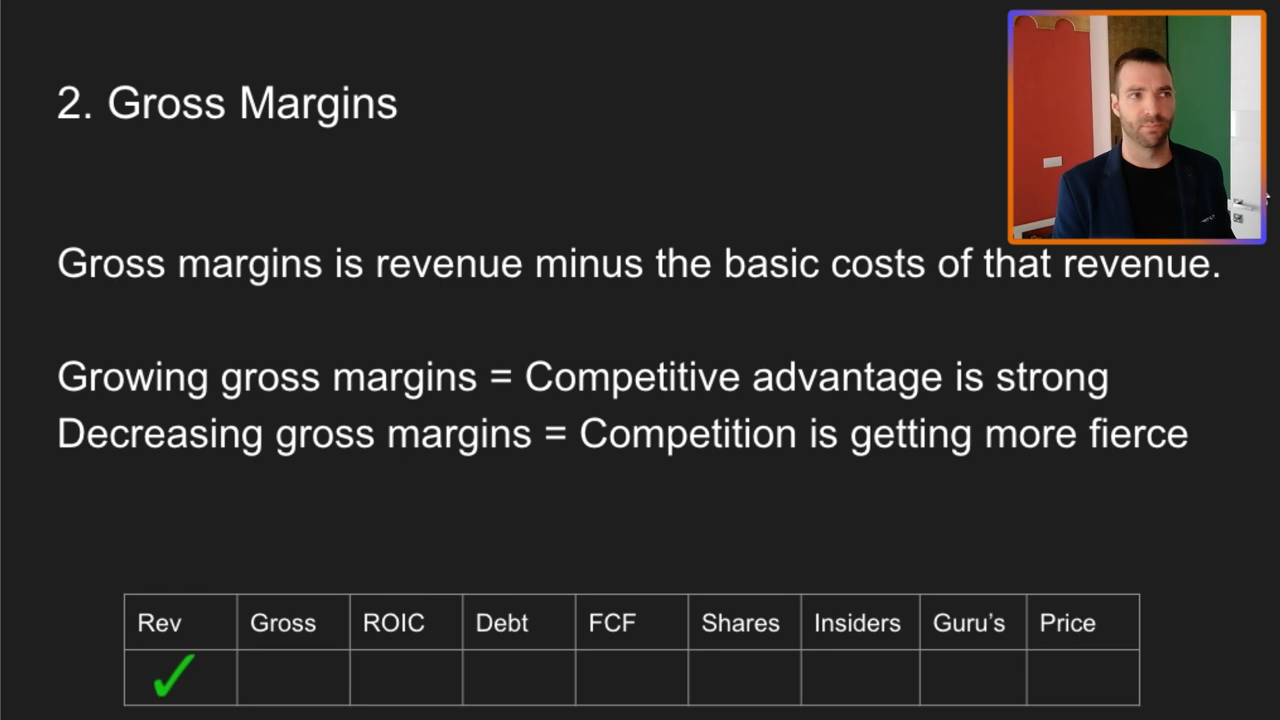 2. Gross Margins
Gross margins is revenue minus the basic costs of that revenue.
Growing gross margins = Competitive advantage is strong
Decreasing gross margins = Competition is getting more fierce
Rev Gross ROIC Debt FCF Shares Insiders Guru's Price